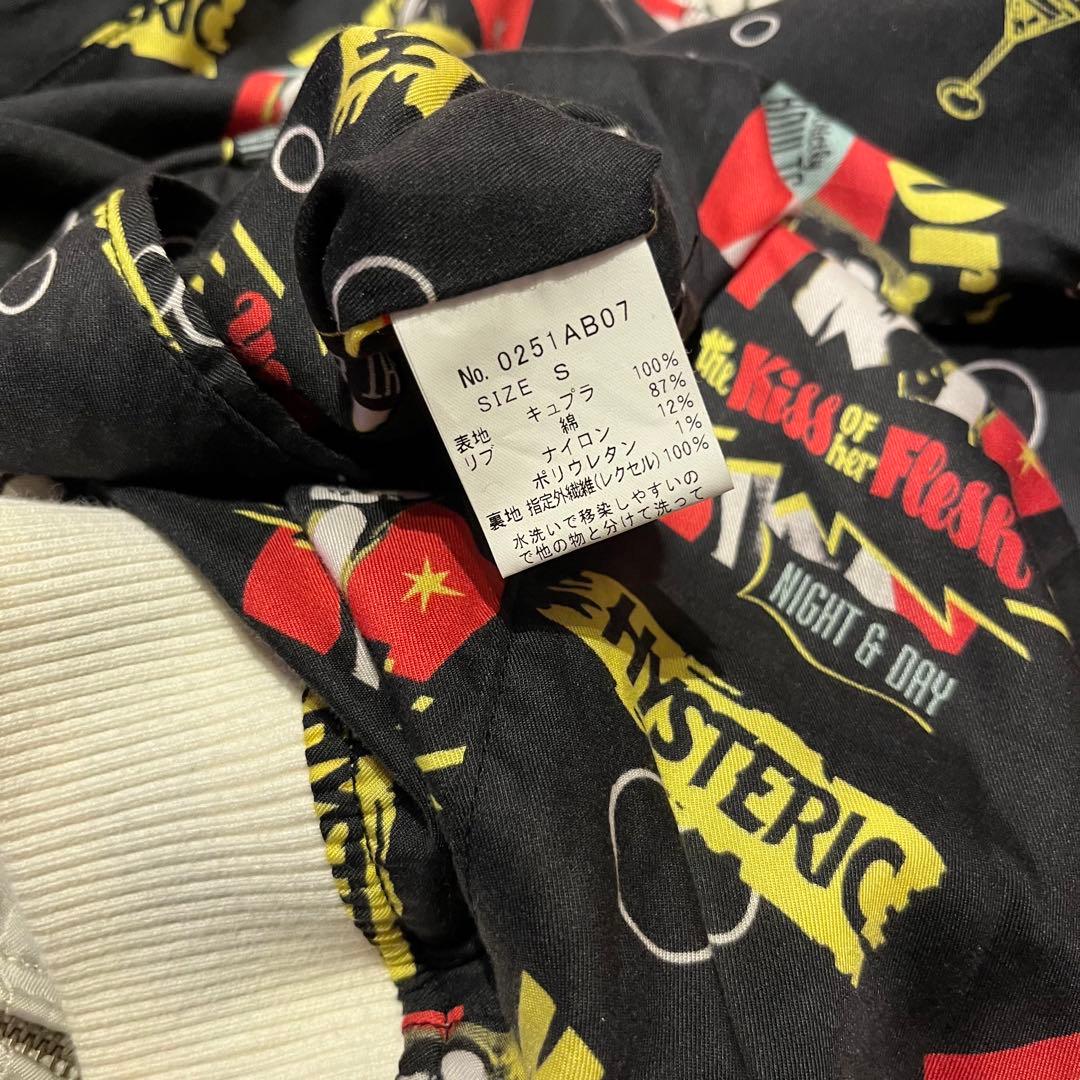 No. 0251AB07
SIZE S
表地 キュプラ 100%
リブ 綿 87%
ナイロン 12%
ポリウレタン 1%
裏地 指定外繊維(レクセル) 100%
水洗いで移染しやすいの
で他の物と分けて洗って
the Kiss OF
her Flesh
NIGHT & DAY
HYSTERIC